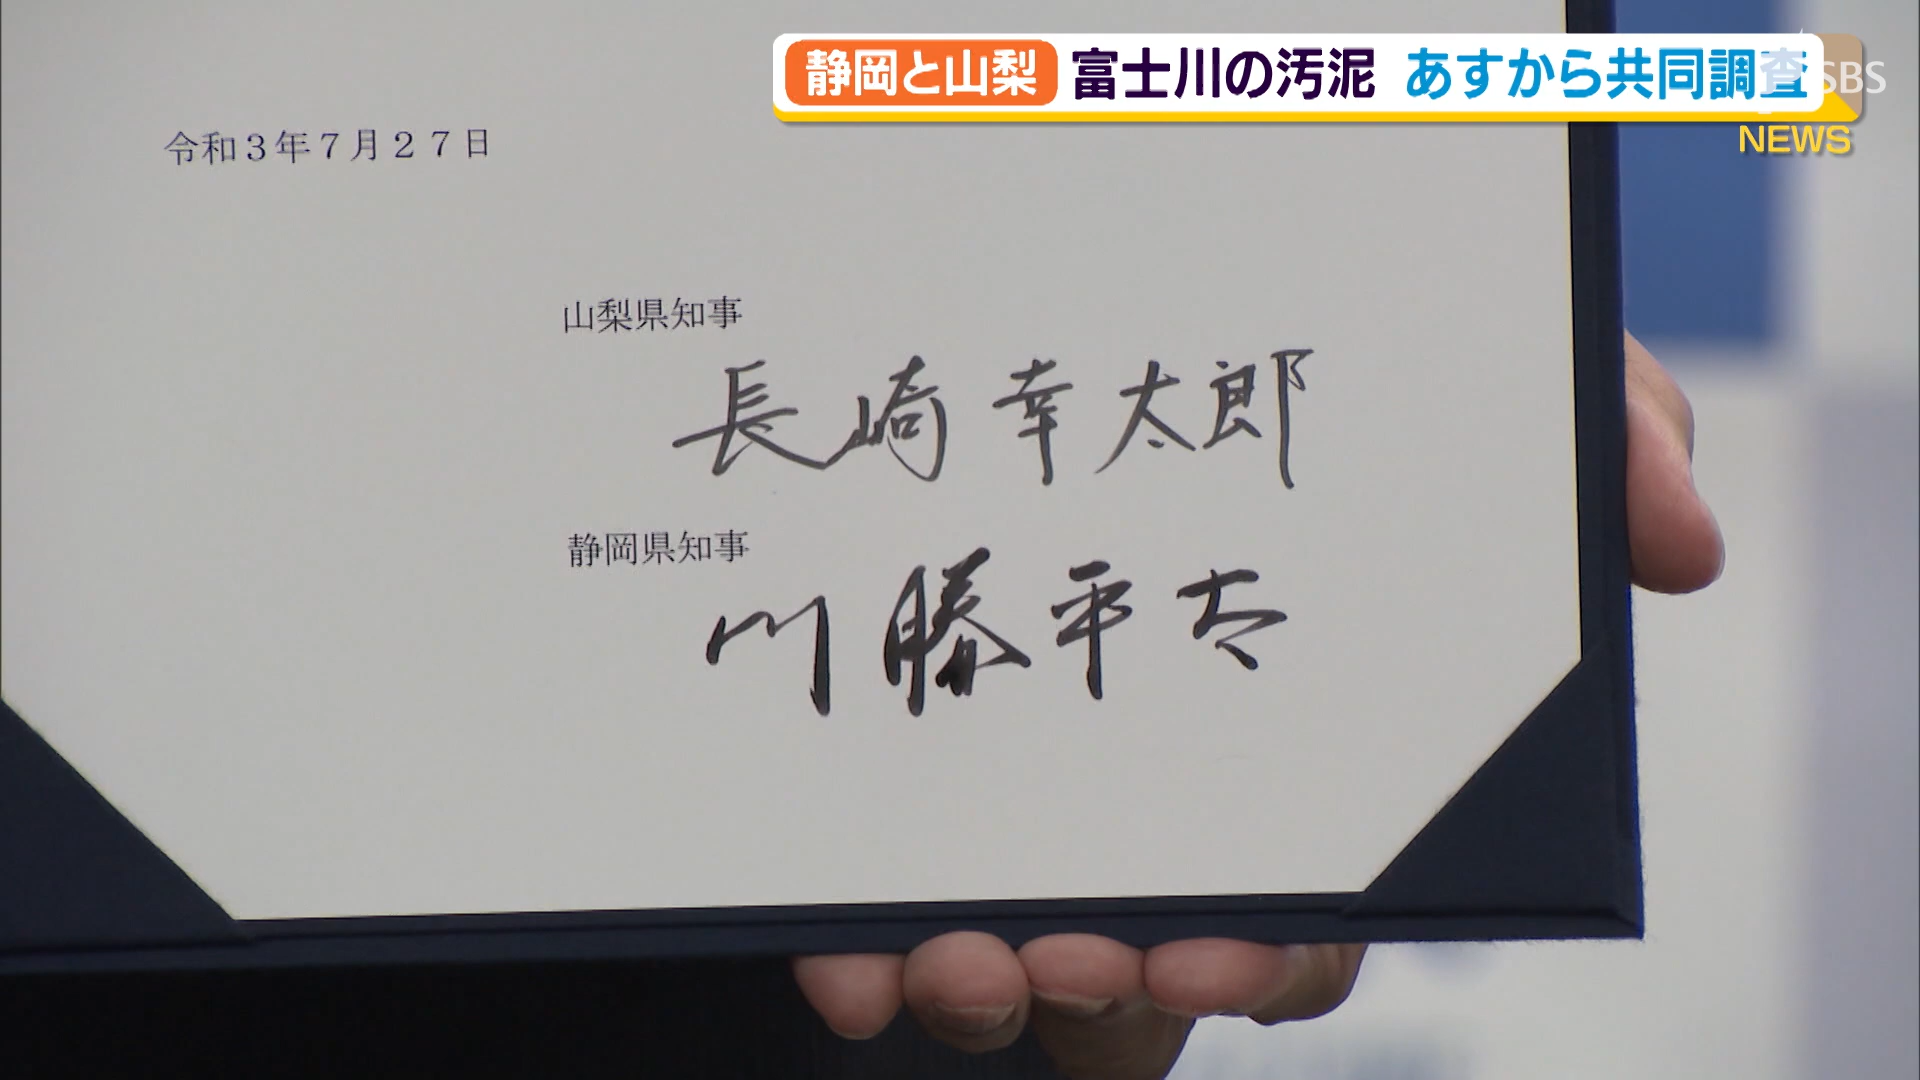 静岡と山梨 富士川の汚泥 あすから共同調査
SBS
NEWS
令和3年7月27日
山梨県知事
長崎幸太郎
静岡県知事
川勝平太